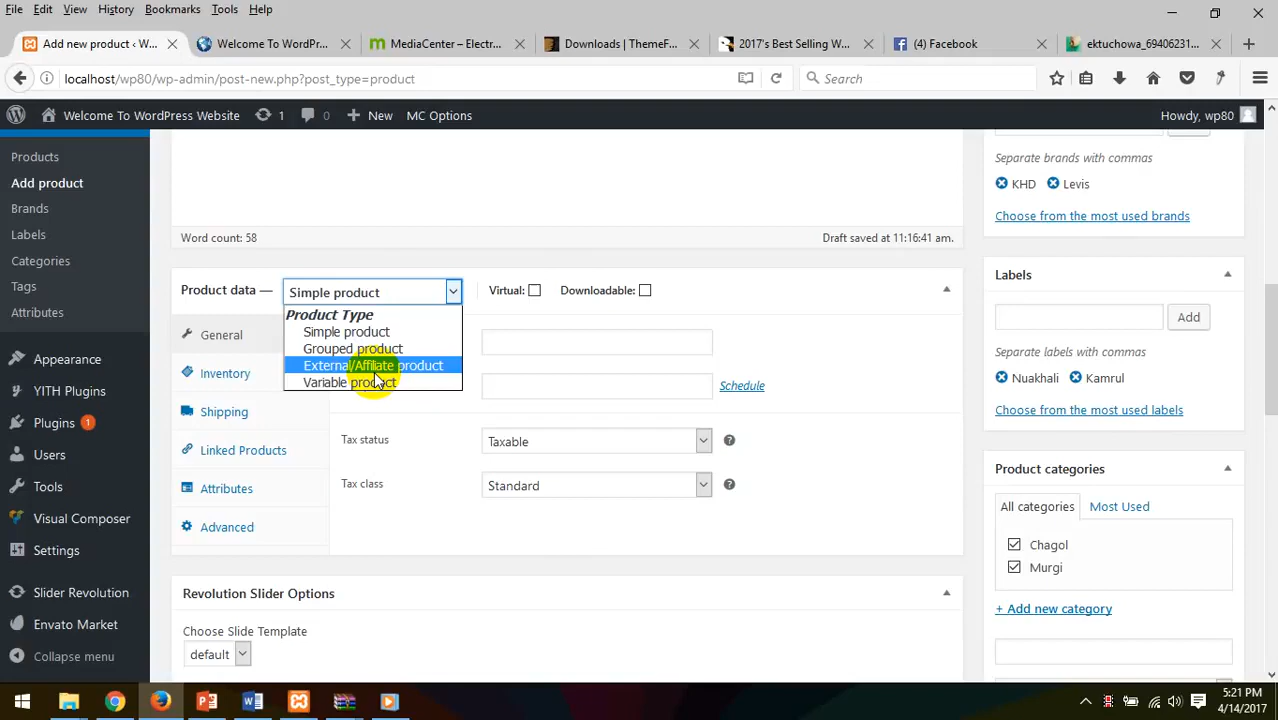 File Edit View History Bookmarks Tools Help
Add new product ‹ W...
Welcome To WordPr...
MediaCenter – Electr...
Downloads | ThemeF...
2017's Best Selling W...
(4) Facebook
ektuchowa_69406231...
localhost/wp80/wp-admin/post-new.php?post_type=product
Search
Welcome To WordPress Website 1 0 New MC Options
Howdy, wp80
Products
Add product
Brands
Labels
Categories
Tags
Attributes
Appearance
YITH Plugins
Plugins 1
Users
Tools
Visual Composer
Settings
Slider Revolution
Envato Market
Collapse menu
Word count: 58
Draft saved at 11:16:41 am.
Product data —
Simple product
Virtual:
Downloadable:
Product Type
Simple product
Grouped product
External/Affiliate product
Variable product
General
Inventory
Shipping
Linked Products
Attributes
Advanced
Schedule
Tax status
Taxable
Tax class
Standard
Revolution Slider Options
Choose Slide Template
default
Separate brands with commas
KHD Levis
Choose from the most used brands
Labels
Add
Separate labels with commas
Nuakhali Kamrul
Choose from the most used labels
Product categories
All categories Most Used
Chagol
Murgi
+ Add new category
5:21 PM
4/14/2017